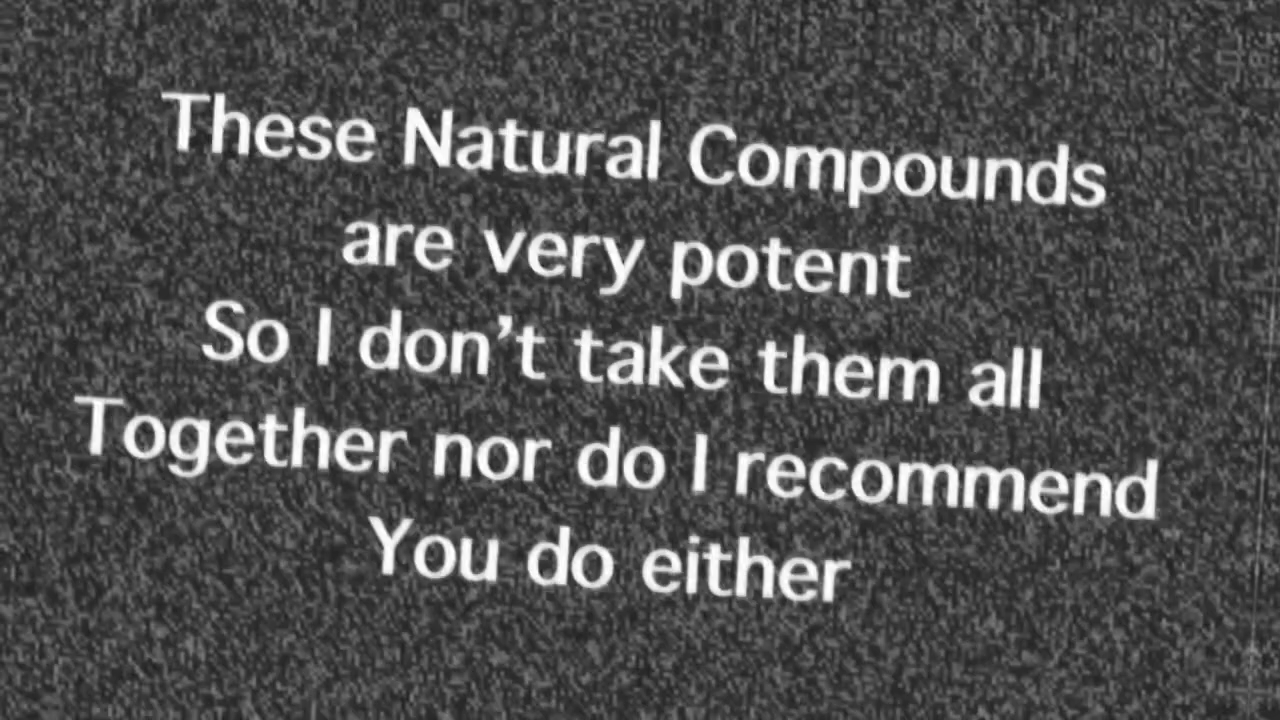 These Natural Compounds
are very potent
So I don't take them all
Together nor do I recommend
You do either